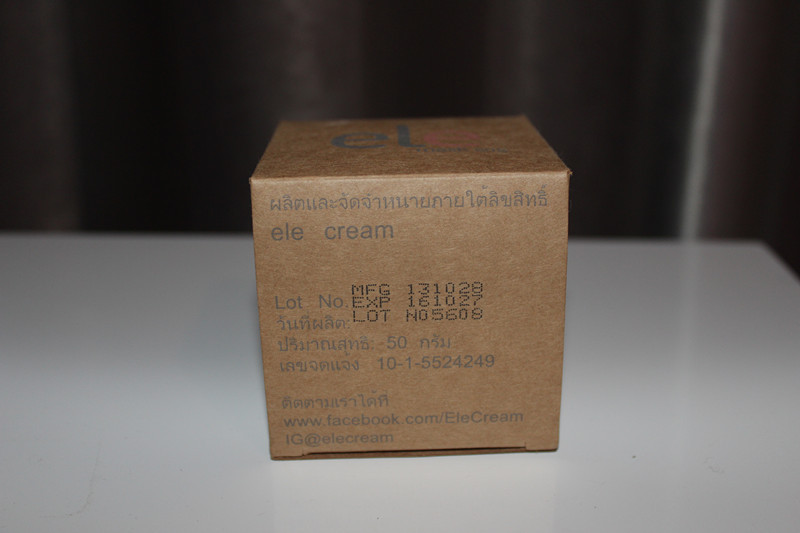 ele
ผลิตและจัดจำหน่ายภายใต้ลิขสิทธิ์
ele cream
MFG 131028
Lot No. EXP 161027
วันที่ผลิต: LOT N05608
ปริมาณสุทธิ: 50 กรัม
เลขจดแจ้ง 10-1-5524249
ติดตามเราได้ที่
www.facebook.com/EleCream
IG@elecream